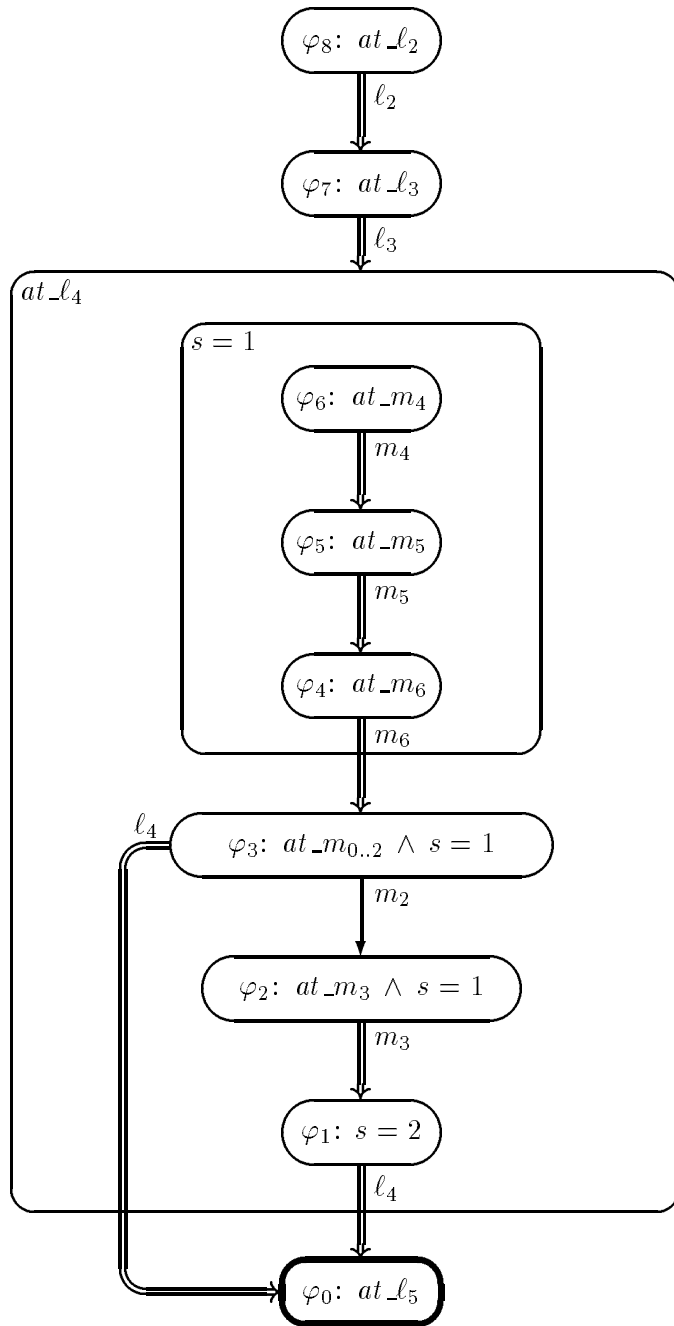 φ₈: at_ℓ₂
ℓ₂
φ₇: at_ℓ₃
ℓ₃
at_ℓ₄
s = 1
φ₆: at_m₄
m₄
φ₅: at_m₅
m₅
φ₄: at_m₆
m₆
ℓ₄
φ₃: at_m₀..₂ ∧ s = 1
m₂
φ₂: at_m₃ ∧ s = 1
m₃
φ₁: s = 2
ℓ₄
φ₀: at_ℓ₅